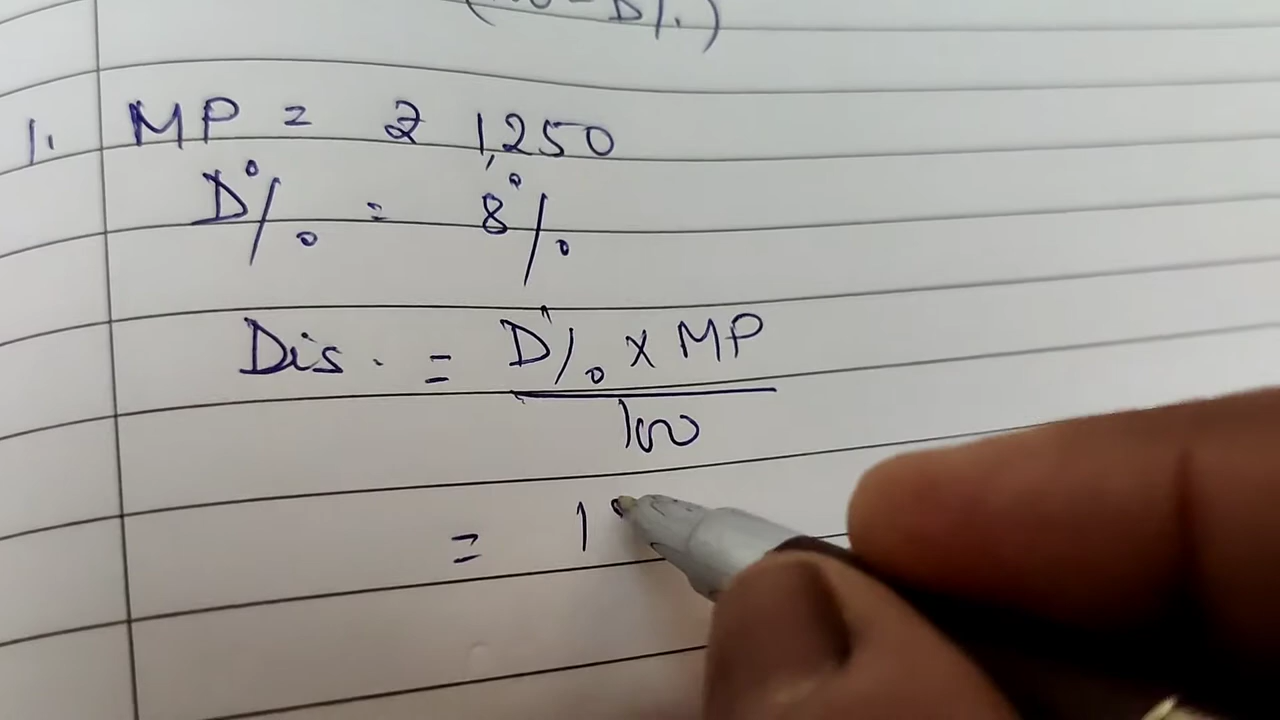 1. MP = ₹ 1,250
D% = 8%
Dis. = D% x MP
100
= 1